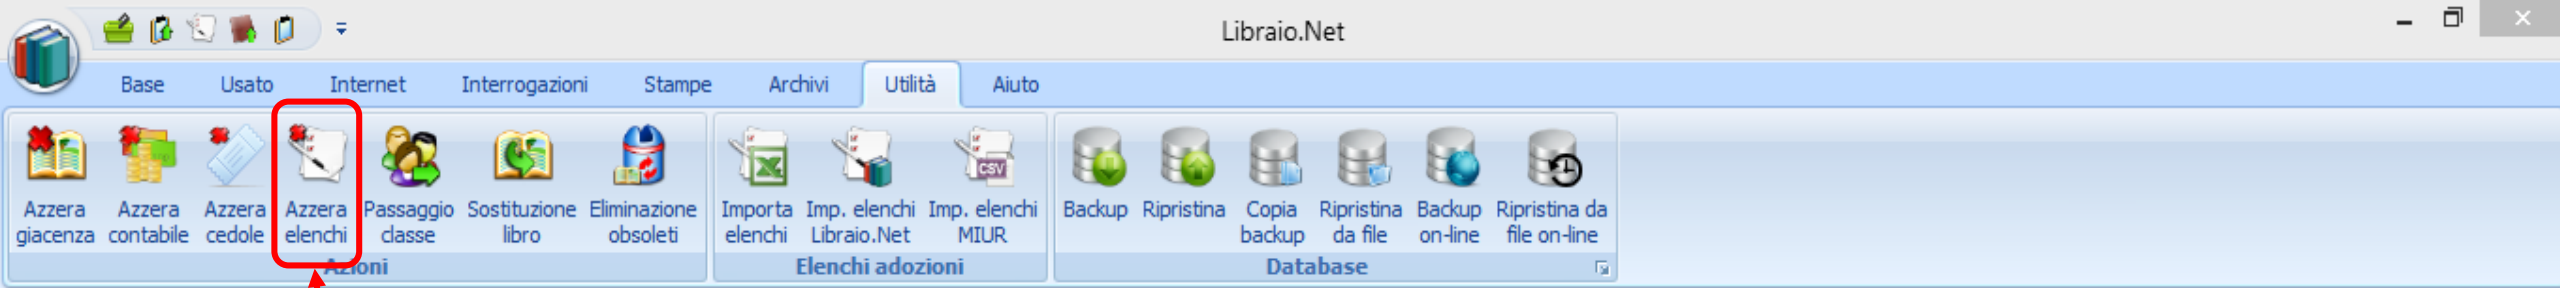 Libraio.Net
Base Usato Internet Interrogazioni Stampe Archivi Utilità Aiuto
Azzera giacenza
Azzera contabile
Azzera cedole
Azzera elenchi
Passaggio classe
Sostituzione libro
Eliminazione obsoleti
Importa elenchi
Imp. elenchi Libraio.Net
Imp. elenchi MIUR
CSV
Backup
Ripristina
Copia backup
Ripristina da file
Backup on-line
Ripristina da file on-line
Azioni
Elenchi adozioni
Database